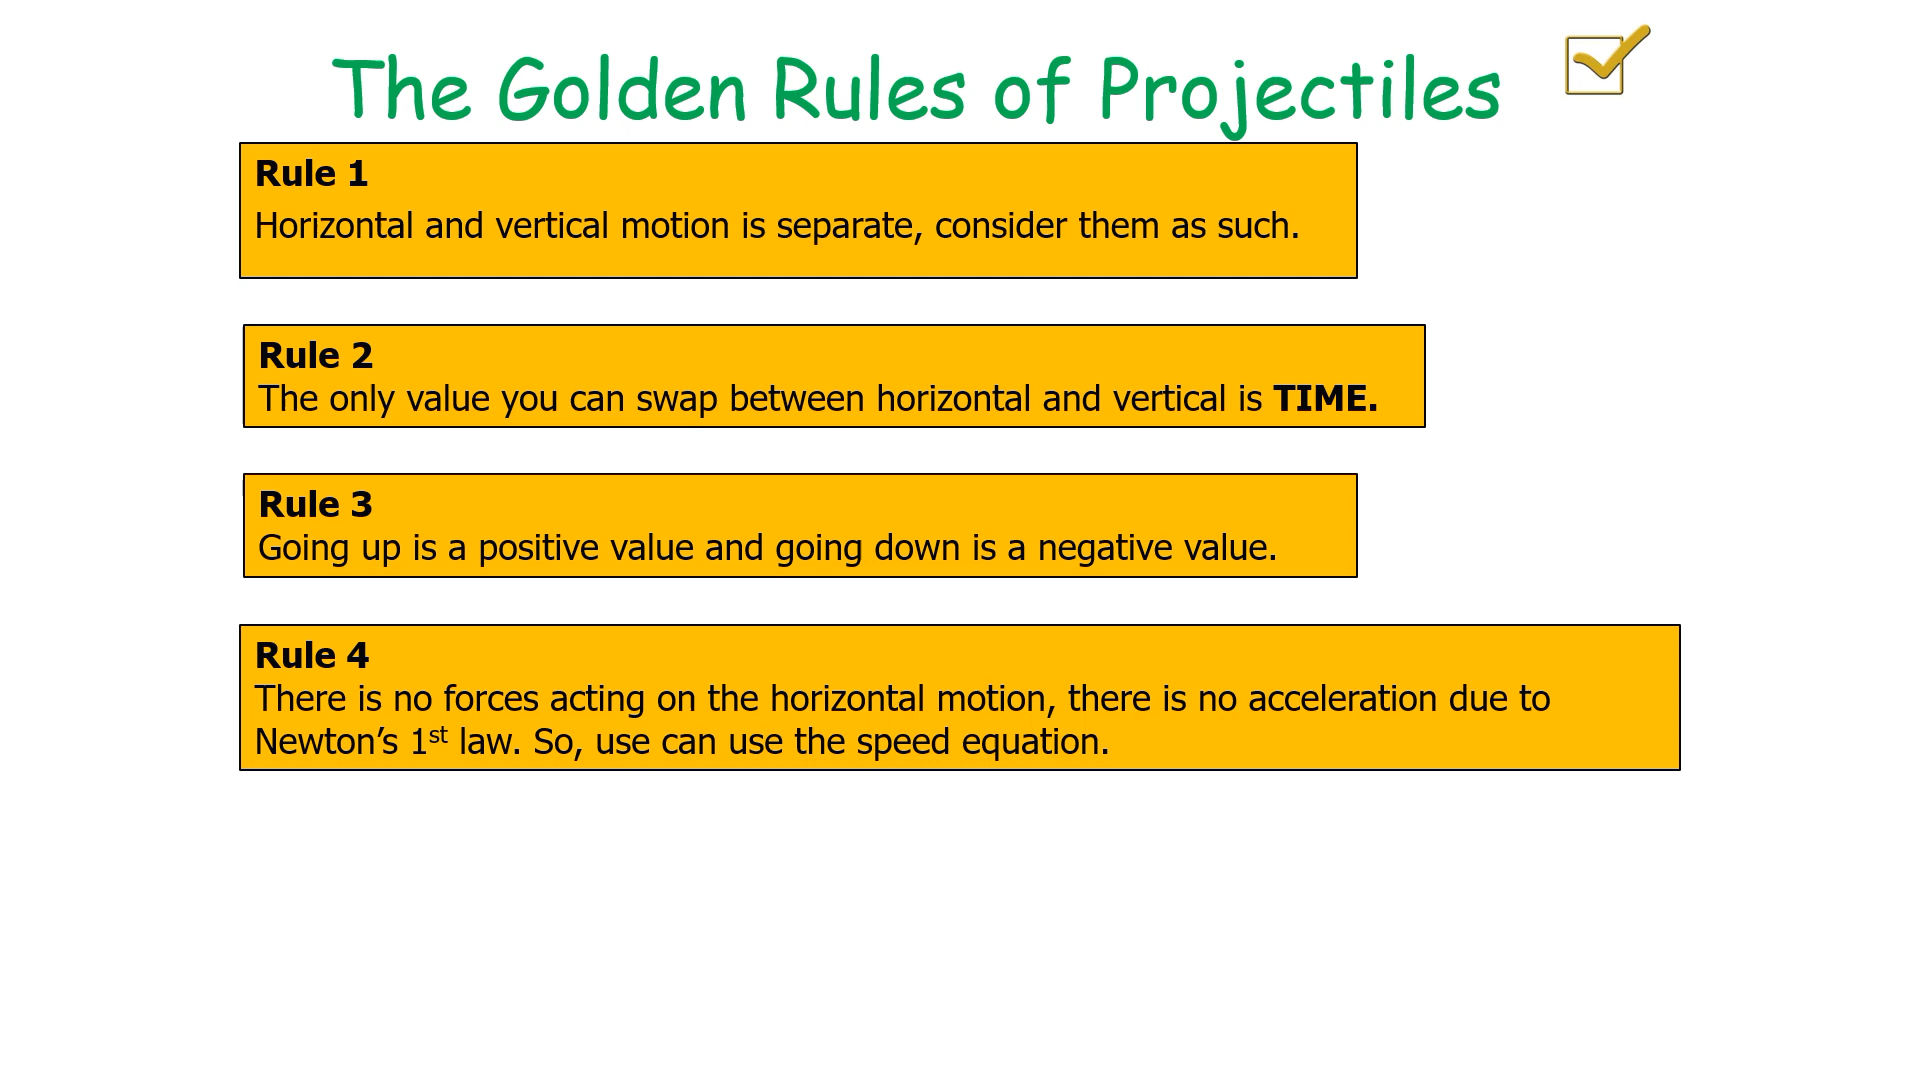 The Golden Rules of Projectiles
Rule 1
Horizontal and vertical motion is separate, consider them as such.
Rule 2
The only value you can swap between horizontal and vertical is TIME.
Rule 3
Going up is a positive value and going down is a negative value.
Rule 4
There is no forces acting on the horizontal motion, there is no acceleration due to
Newton’s 1st law. So, use can use the speed equation.